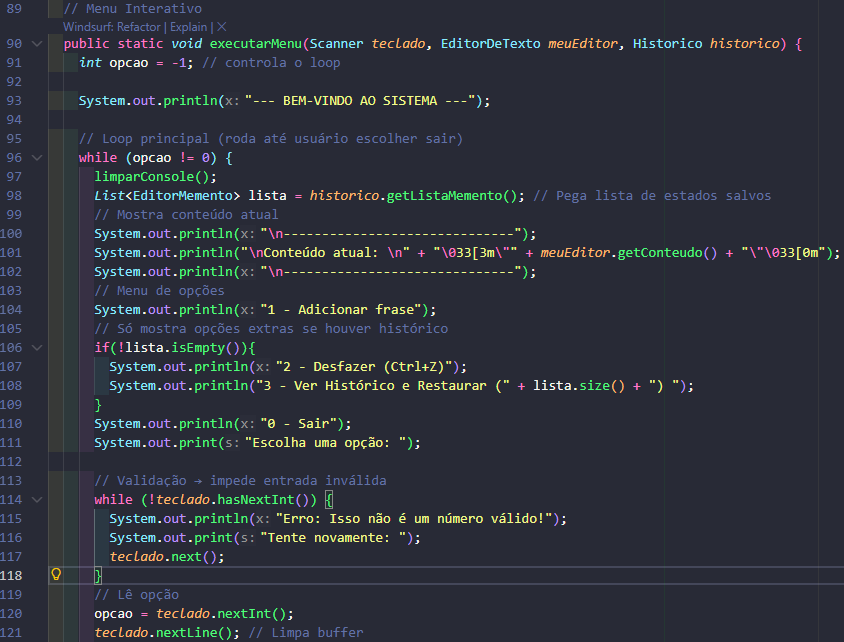 89 // Menu Interativo
Windsurf: Refactor | Explain | ×
90 public static void executarMenu(Scanner teclado, EditorDeTexto meuEditor, Historico historico) {
91 int opcao = -1; // controla o loop
92
93 System.out.println(x: "--- BEM-VINDO AO SISTEMA ---");
94
95 // Loop principal (roda até usuário escolher sair)
96 while (opcao != 0) {
97 limparConsole();
98 List<EditorMemento> lista = historico.getListaMemento(); // Pega lista de estados salvos
99 // Mostra conteúdo atual
100 System.out.println(x: "\n------------------------------");
101 System.out.println("\nConteúdo atual: \n" + "\033[3m\"" + meuEditor.getConteudo() + "\"\033[0m");
102 System.out.println(x: "\n------------------------------");
103 // Menu de opções
104 System.out.println(x: "1 - Adicionar frase");
105 // Só mostra opções extras se houver histórico
106 if(!lista.isEmpty()){
107 System.out.println(x: "2 - Desfazer (Ctrl+Z)");
108 System.out.println("3 - Ver Histórico e Restaurar (" + lista.size() + ") ");
109 }
110 System.out.println(x: "0 - Sair");
111 System.out.print(s: "Escolha uma opção: ");
112
113 // Validação → impede entrada inválida
114 while (!teclado.hasNextInt()) {
115 System.out.println(x: "Erro: Isso não é um número válido!");
116 System.out.print(s: "Tente novamente: ");
117 teclado.next();
118 }
119 // Lê opção
120 opcao = teclado.nextInt();
121 teclado.nextLine(); // Limpa buffer